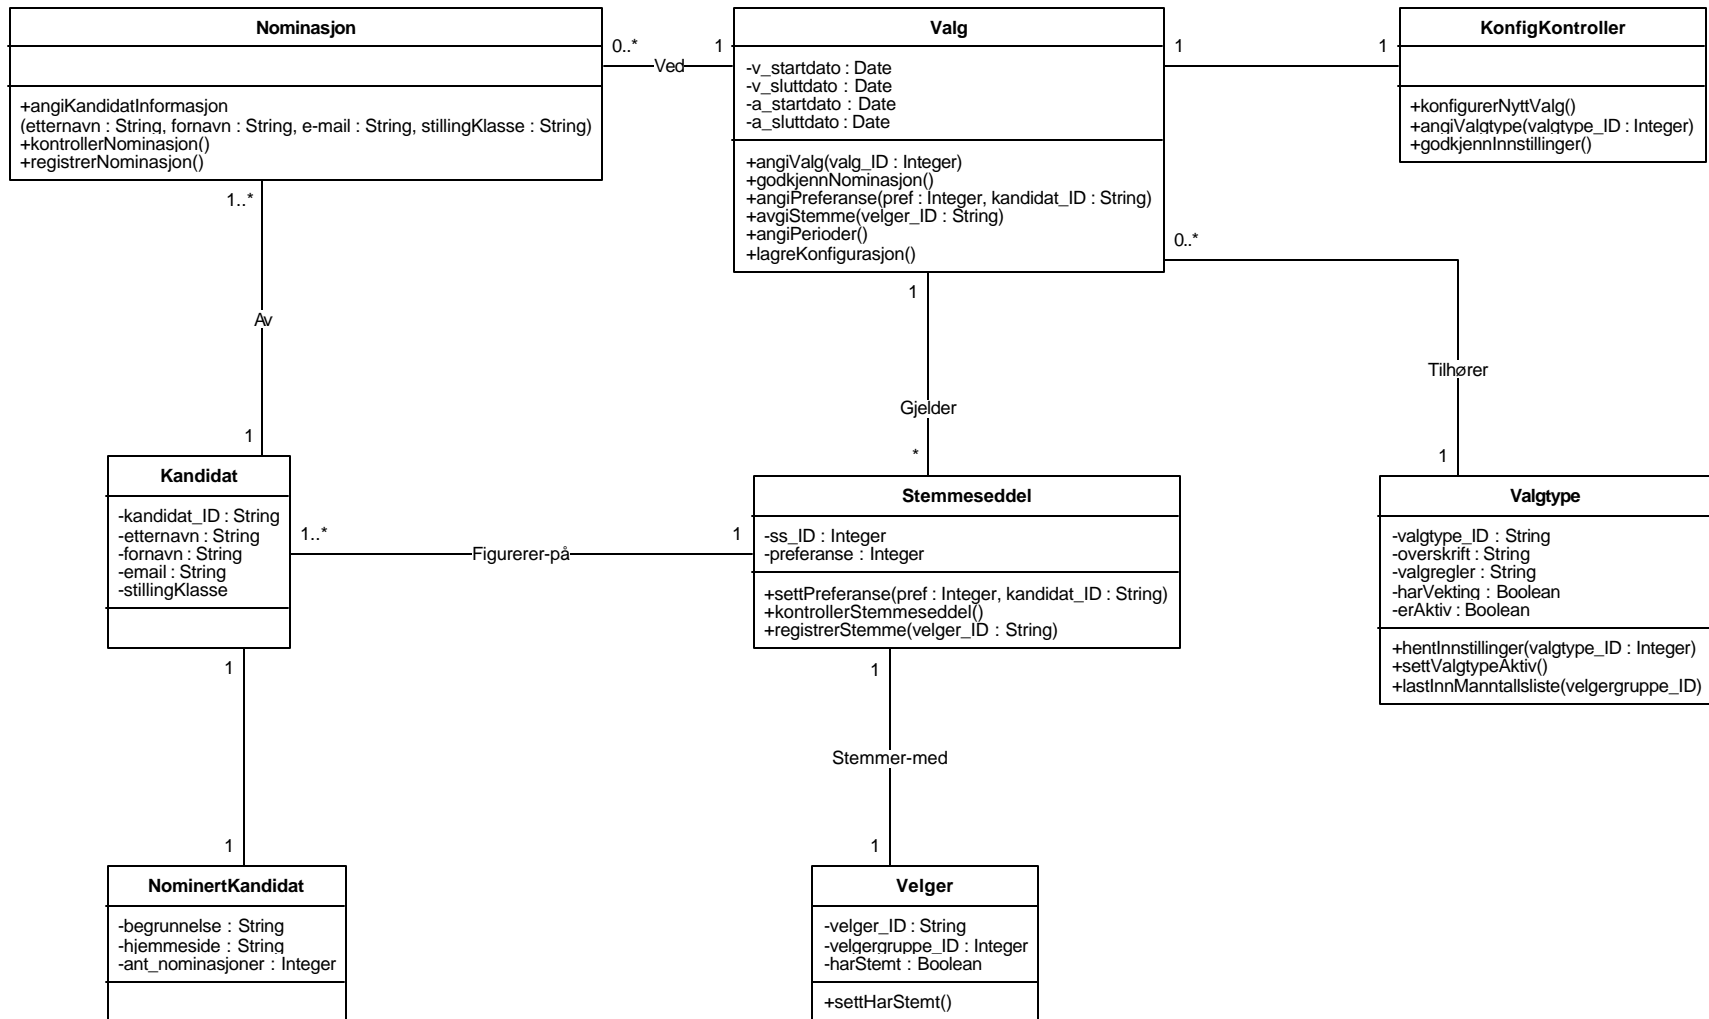 Nominasjon
+angiKandidatInformasjon
(etternavn : String, fornavn : String, e-mail : String, stillingKlasse : String)
+kontrollerNominasjon()
+registrerNominasjon()
0..*
Ved
1
Valg
-v_startdato : Date
-v_sluttdato : Date
-a_startdato : Date
-a_sluttdato : Date
+angiValg(valg_ID : Integer)
+godkjennNominasjon()
+angiPreferanse(pref : Integer, kandidat_ID : String)
+avgiStemme(velger_ID : String)
+angiPerioder()
+lagreKonfigurasjon()
1
1
KonfigKontroller
+konfigurerNyttValg()
+angiValgtype(valgtype_ID : Integer)
+godkjennInnstillinger()
1..*
Av
1
1
Gjelder
*
0..*
Tilhører
1
Kandidat
-kandidat_ID : String
-etternavn : String
-fornavn : String
-email : String
-stillingKlasse
1..*
Figurerer-på
1
Stemmeseddel
-ss_ID : Integer
-preferanse : Integer
+settPreferanse(pref : Integer, kandidat_ID : String)
+kontrollerStemmeseddel()
+registrerStemme(velger_ID : String)
Valgtype
-valgtype_ID : String
-overskrift : String
-valgregler : String
-harVekting : Boolean
-erAktiv : Boolean
+hentInnstillinger(valgtype_ID : Integer)
+settValgtypeAktiv()
+lastInnManntallsliste(velgergruppe_ID)
1
1
1
Stemmer-med
1
NominertKandidat
-begrunnelse : String
-hjemmeside : String
-ant_nominasjoner : Integer
Velger
-velger_ID : String
-velgergruppe_ID : Integer
-harStemt : Boolean
+settHarStemt()